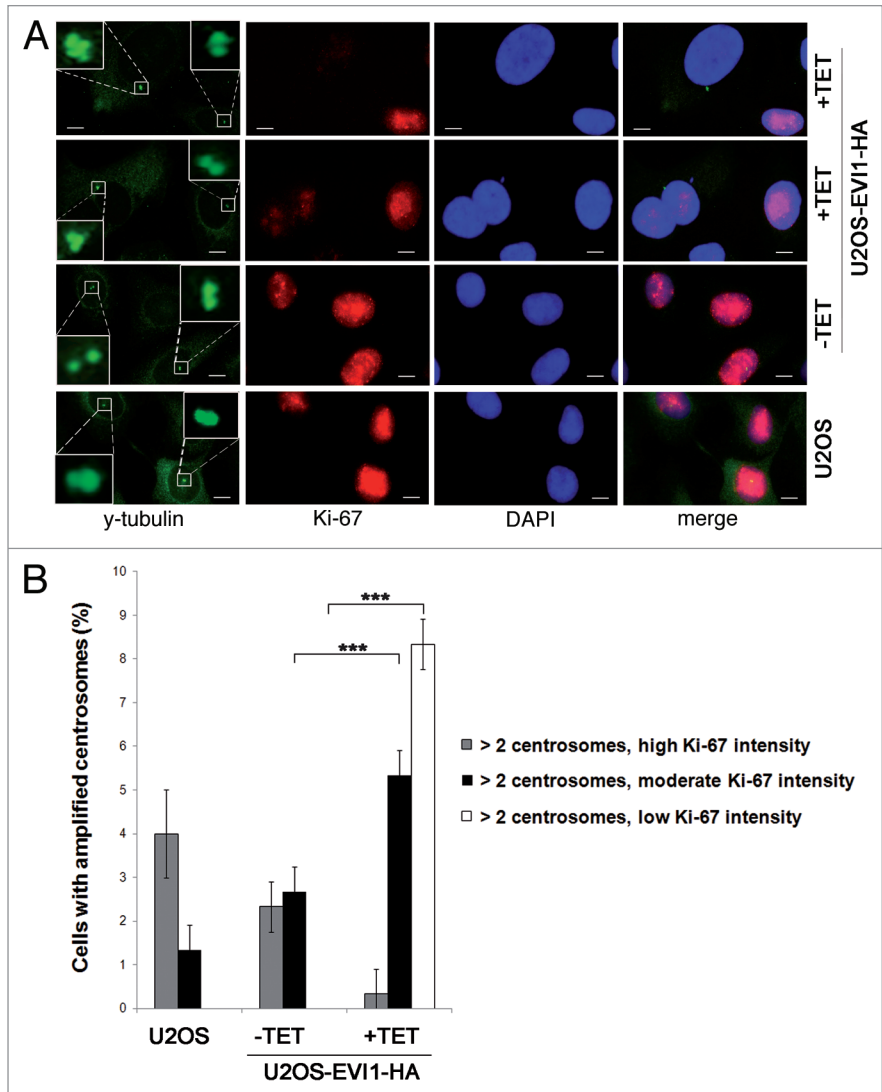 A
+TET
+TET
-TET
U2OS-EVI1-HA
U2OS
y-tubulin Ki-67 DAPI merge
B
Cells with amplified centrosomes (%)
10
9
8
7
6
5
4
3
2
1
0
***
***
> 2 centrosomes, high Ki-67 intensity
> 2 centrosomes, moderate Ki-67 intensity
> 2 centrosomes, low Ki-67 intensity
U2OS -TET +TET
U2OS-EVI1-HA